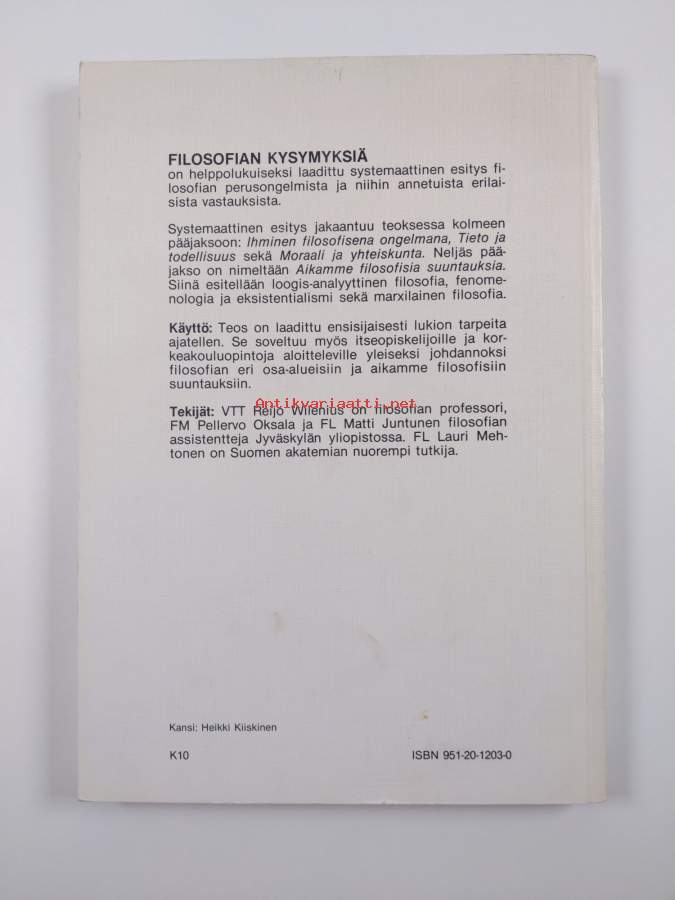 FILOSOFIAN KYSYMYKSIÄ
on helppolukuiseksi laadittu systemaattinen esitys fi-
losofian perusongelmista ja niihin annetuista erilai-
sista vastauksista.
Systemaattinen esitys jakaantuu teoksessa kolmeen
pääjaksoon: Ihminen filosofisena ongelmana, Tieto ja
todellisuus sekä Moraali ja yhteiskunta. Neljäs pää-
jakso on nimeltään Aikamme filosofisia suuntauksia.
Siinä esitellään loogis-analyyttinen filosofia, fenome-
nologia ja eksistentialismi sekä marxilainen filosofia.
Käyttö: Teos on laadittu ensisijaisesti lukion tarpeita
ajatellen. Se soveltuu myös itseopiskelijoille ja kor-
keakouluopintoja aloitteleville yleiseksi johdannoksi
filosofian eri osa-alueisiin ja aikamme filosofisiin
suuntauksiin.
Antikvariaatti.net
Tekijät: VTT Reijo Wilenius on filosofian professori,
FM Pellervo Oksala ja FL Matti Juntunen filosofian
assistentteja Jyväskylän yliopistossa. FL Lauri Meh-
tonen on Suomen akatemian nuorempi tutkija.
Kansi: Heikki Kiiskinen
K10 ISBN 951-20-1203-0